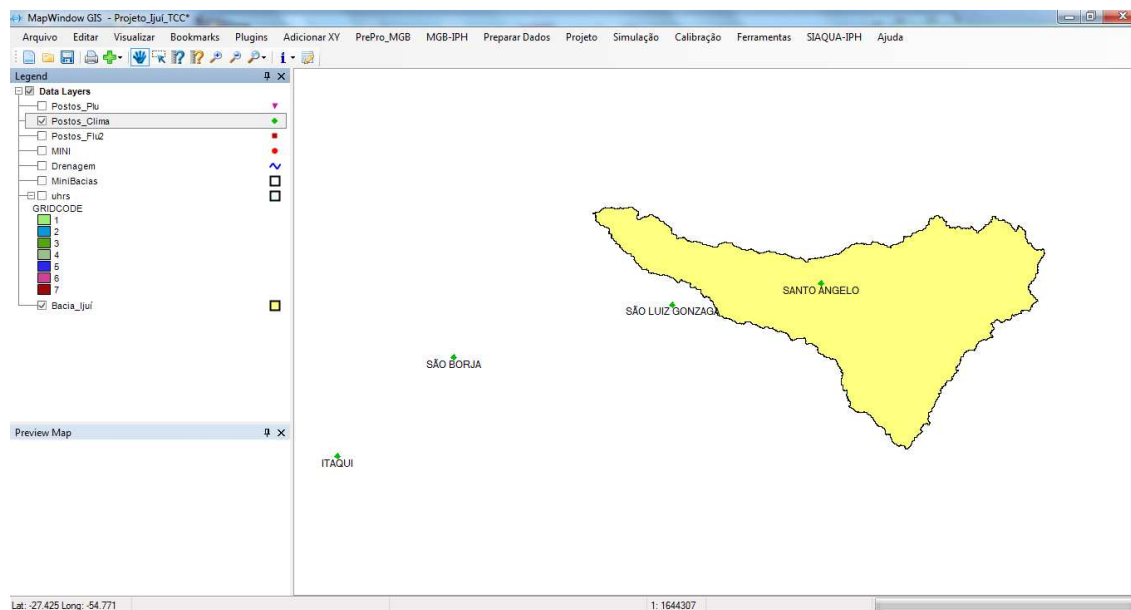 MapWindow GIS - Projeto_Ijuí_TCC*
Arquivo Editar Visualizar Bookmarks Plugins Adicionar XY PrePro_MGB MGB-IPH Preparar Dados Projeto Simulação Calibração Ferramentas SIAQUA-IPH Ajuda
Legend
Data Layers
Postos_Plu
Postos_Clima
Postos_Flu2
MINI
Drenagem
MiniBacias
uhrs
GRIDCODE
1
2
3
4
5
6
7
Bacia_Ijuí
Preview Map
SANTO ÂNGELO
SÃO LUIZ GONZAGA
SÃO BORJA
ITAQUI
Lat: -27.425 Long: -54.771
1: 1644307